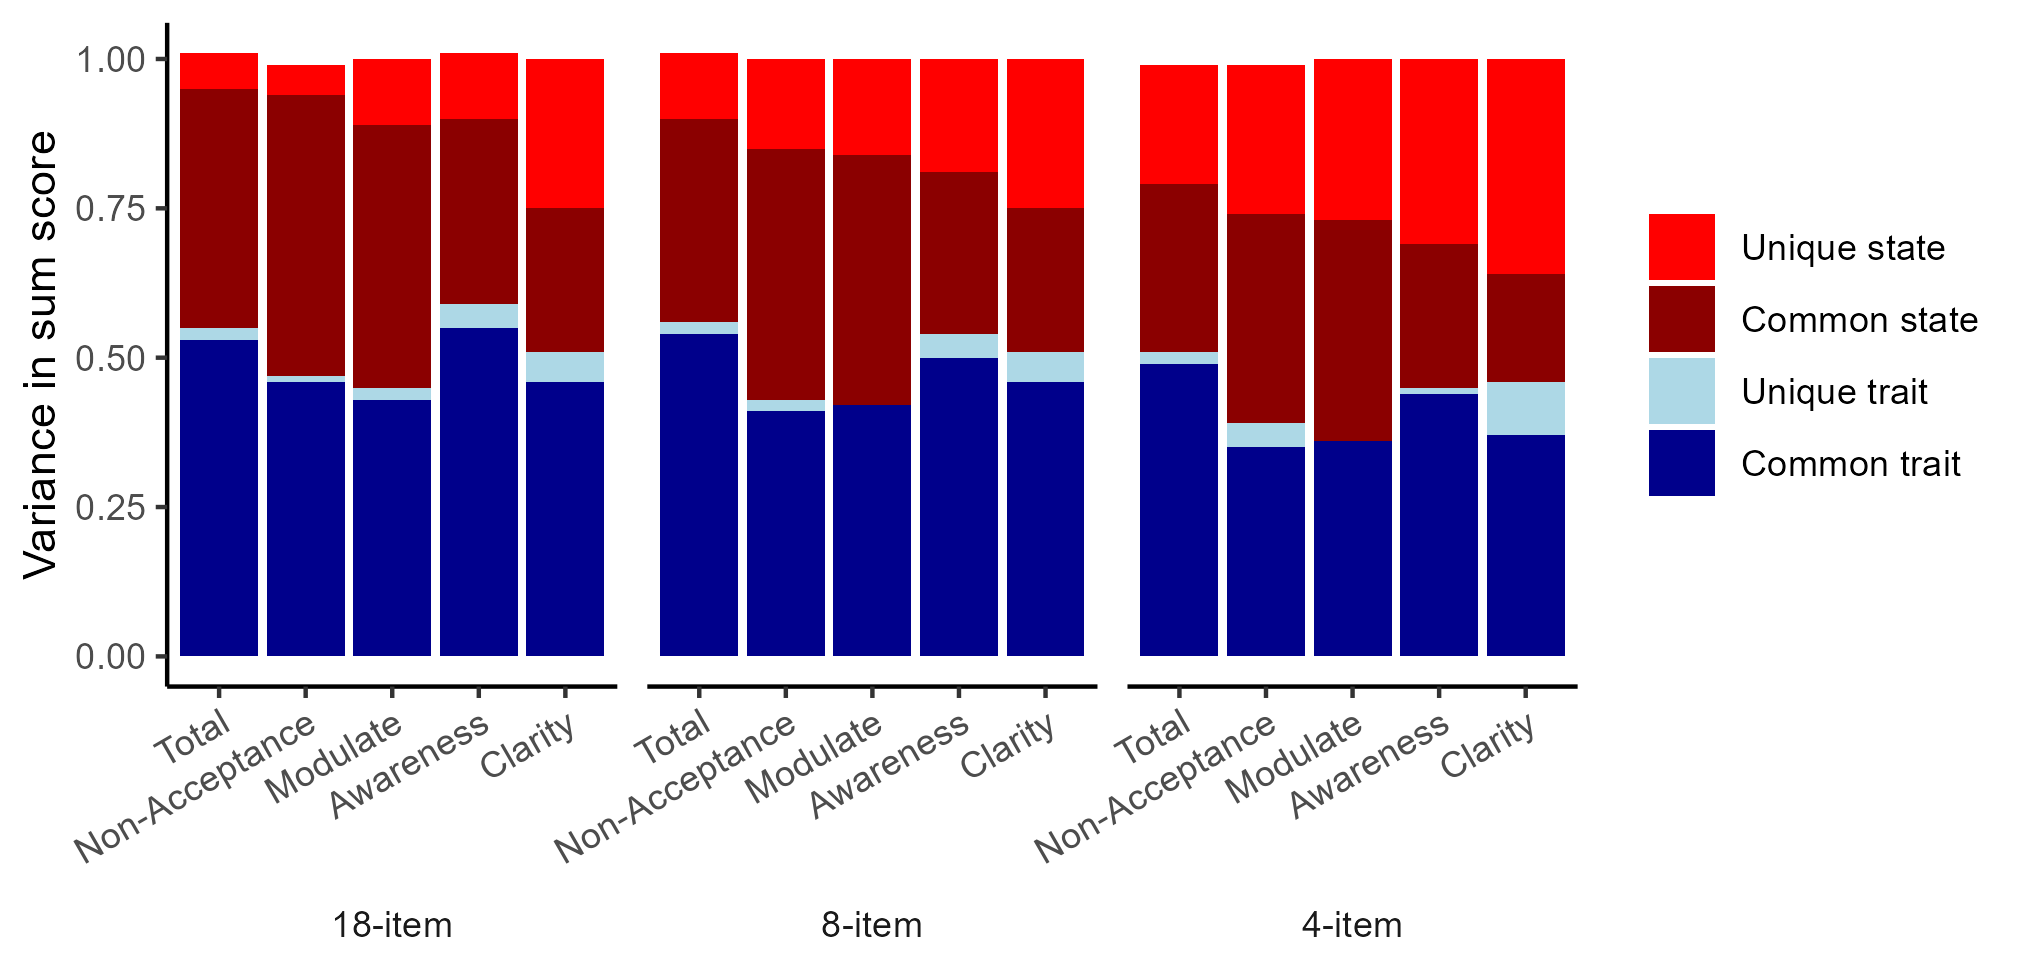 Variance in sum score
1.00
0.75
0.50
0.25
0.00
Total
Non-Acceptance
Modulate
Awareness
Clarity
Total
Non-Acceptance
Modulate
Awareness
Clarity
Total
Non-Acceptance
Modulate
Awareness
Clarity
18-item
8-item
4-item
Unique state
Common state
Unique trait
Common trait